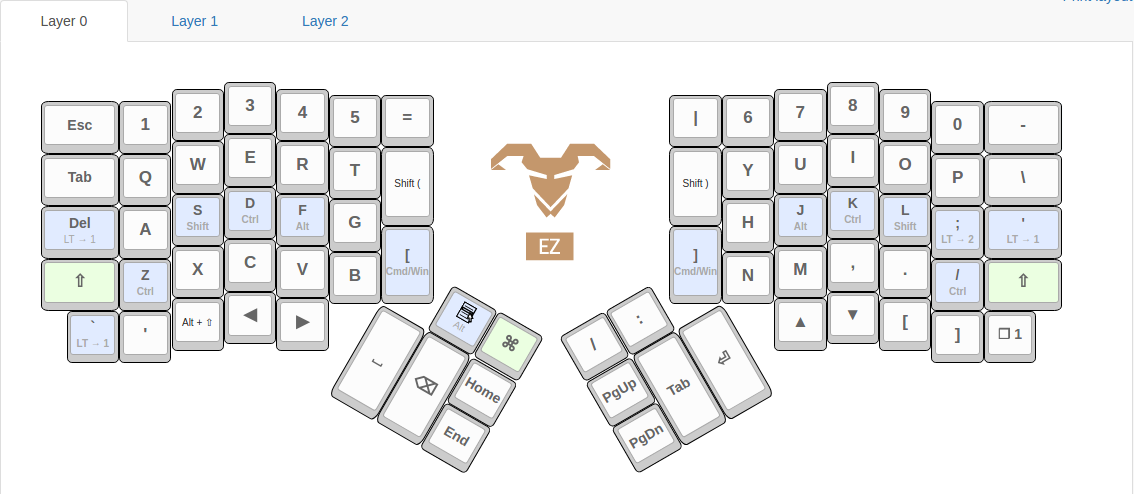 Layer 0 Layer 1 Layer 2
Esc 1 2 3 4 5 =
| 6 7 8 9 0 -
Tab Q W E R T Shift (
Shift ) Y U I O P \
Del A S D F G
LT → 1 Shift Ctrl Alt
H J K L ; '
Alt Ctrl Shift LT → 2 LT → 1
⇧ Z X C V B [
Ctrl Cmd/Win
] N M , . / ⇧
Cmd/Win Ctrl
` ' Alt + ⇧ ◀ ▶
LT → 1
▲ ▼ [ ] ❐ 1
EZ
Alt ⌘
␣ ⌫ Home
End
/ :
PgUp Tab ⏎
PgDn